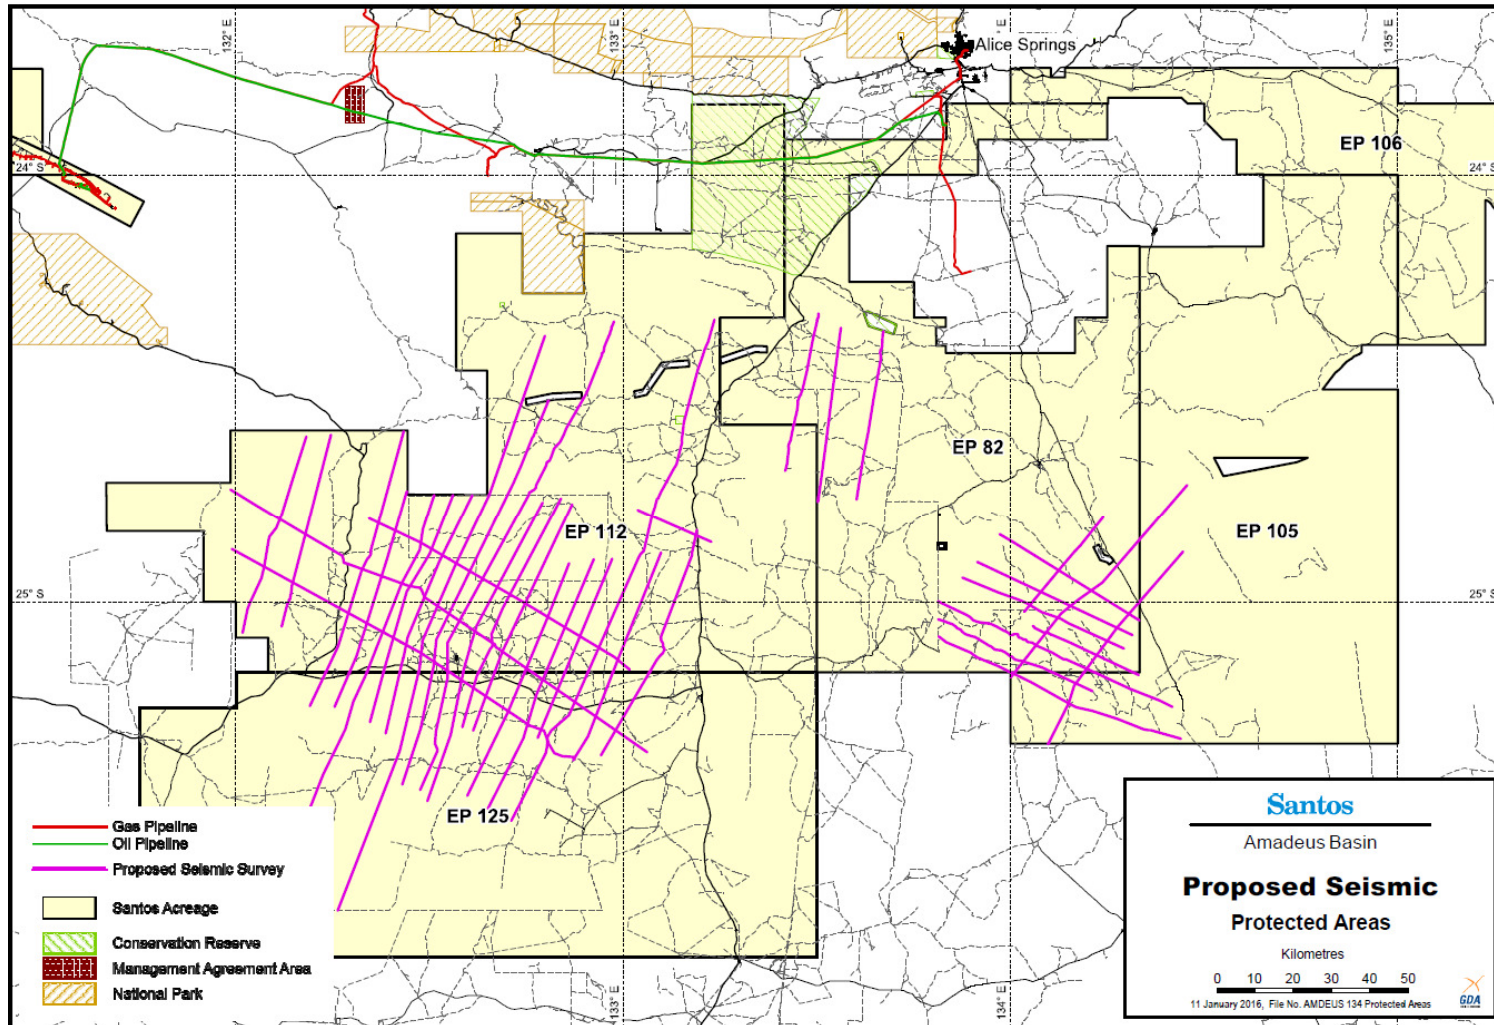 132° E
133° E
134° E
135° E
Alice Springs
24° S
24° S
EP 106
EP 82
EP 112
EP 105
25° S
25° S
EP 125
Gas Pipeline
Oil Pipeline
Proposed Seismic Survey
Santos Acreage
Conservation Reserve
Management Agreement Area
National Park
133° E
134° E
Santos
Amadeus Basin
Proposed Seismic
Protected Areas
Kilometres
0 10 20 30 40 50
11 January 2016, File No. AMDEUS 134 Protected Areas
GDA